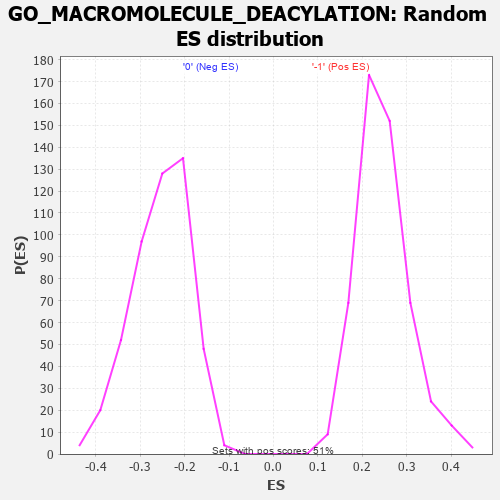 GO_MACROMOLECULE_DEACYLATION: Random
ES distribution
'0' (Neg ES)
'-1' (Pos ES)
180
170
160
150
140
130
120
110
100
90
80
70
60
50
40
30
20
10
0
P(ES)
Sets with pos scores: 51%
-0.4 -0.3 -0.2 -0.1 0.0 0.1 0.2 0.3 0.4
ES